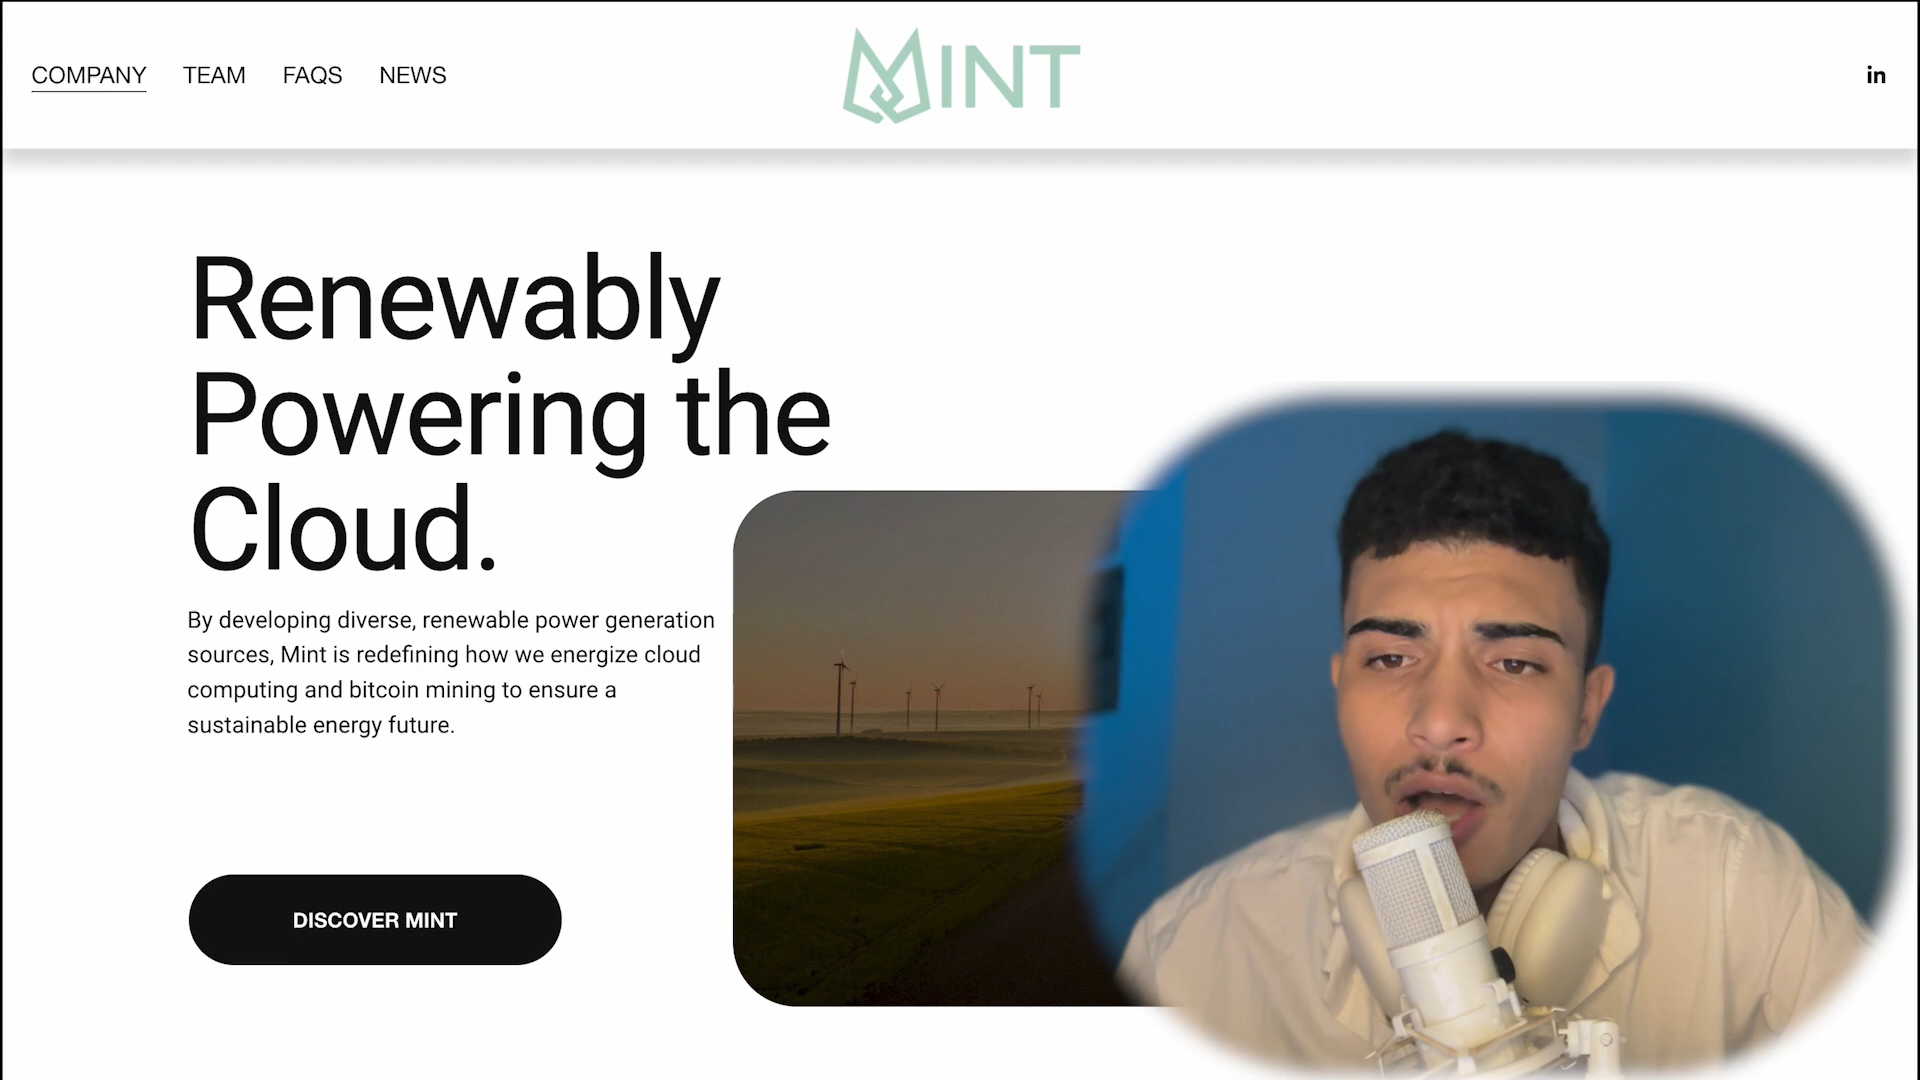 COMPANY TEAM FAQS NEWS
MINT
in
Renewably
Powering the
Cloud.
By developing diverse, renewable power generation
sources, Mint is redefining how we energize cloud
computing and bitcoin mining to ensure a
sustainable energy future.
DISCOVER MINT